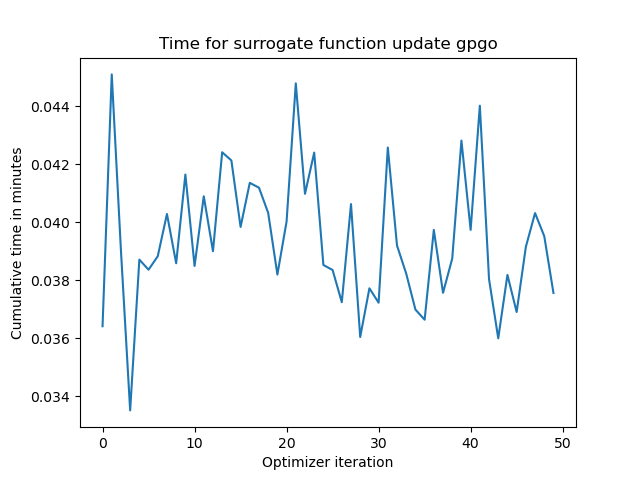 Time for surrogate function update gpgo
0.044
0.042
0.040
0.038
0.036
0.034
Cumulative time in minutes
0 10 20 30 40 50
Optimizer iteration